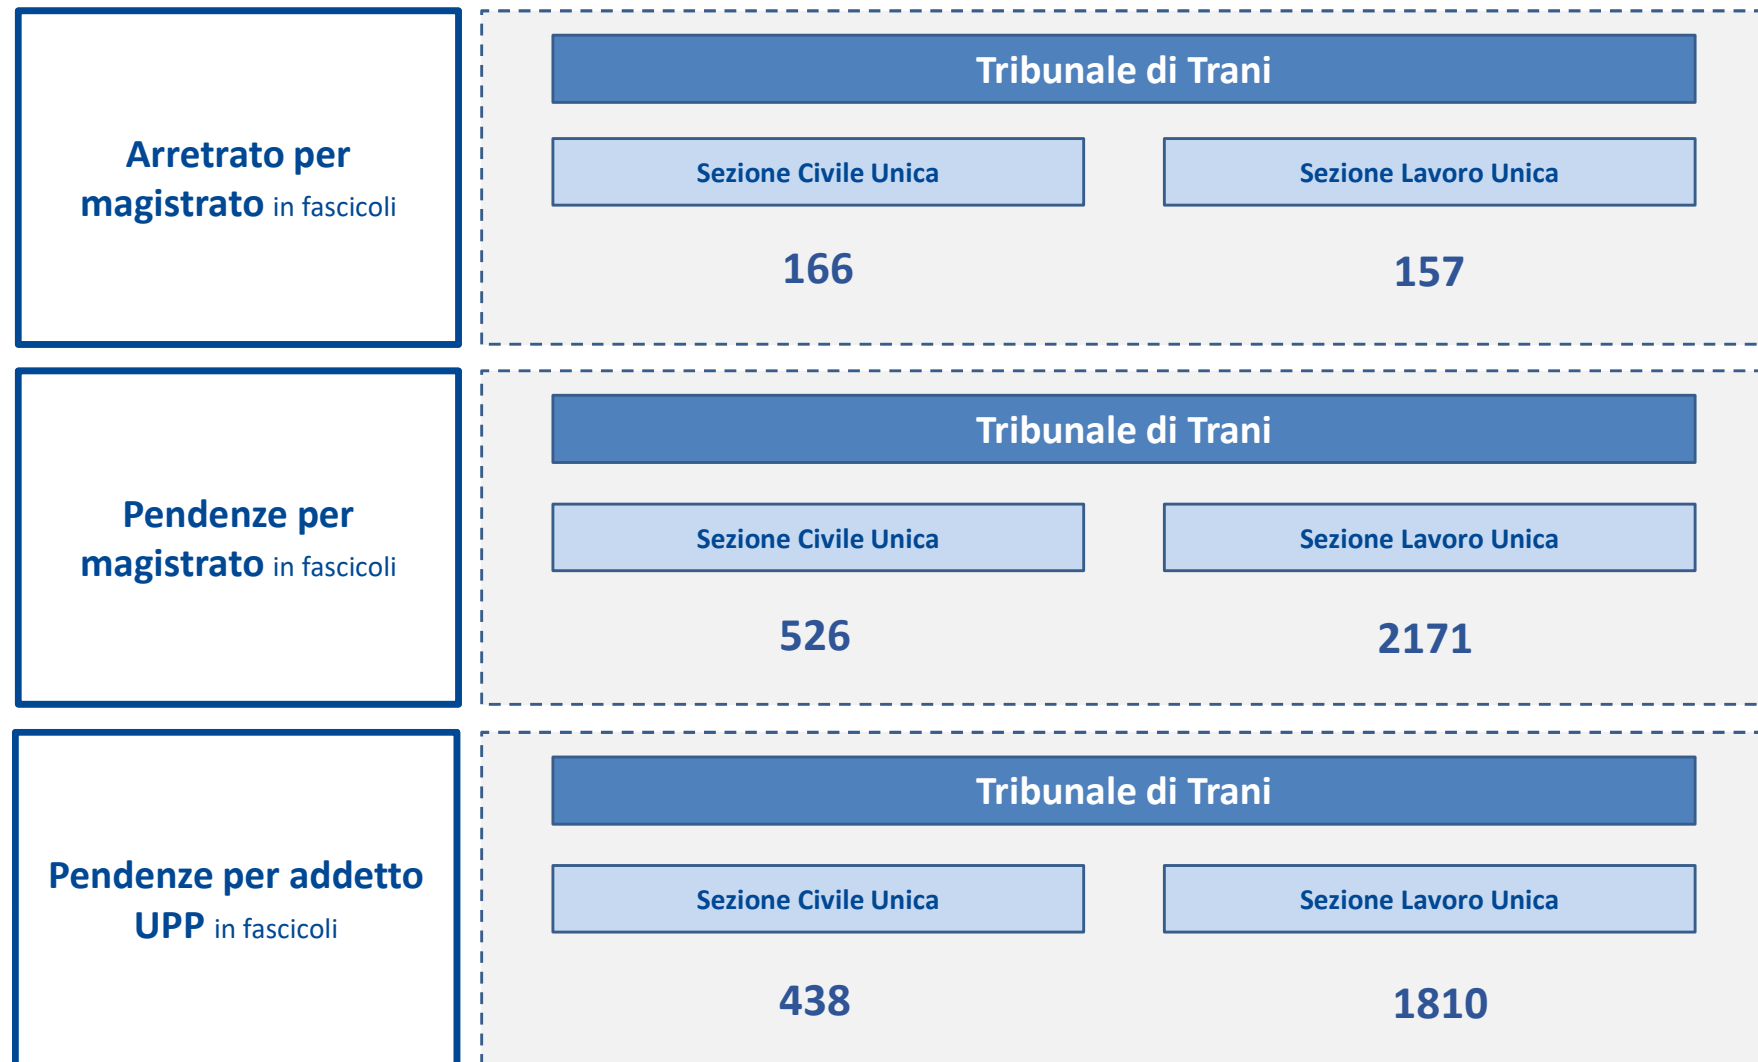 Arretrato per
magistrato in fascicoli
Tribunale di Trani
Sezione Civile Unica
Sezione Lavoro Unica
166
157
Pendenze per
magistrato in fascicoli
Tribunale di Trani
Sezione Civile Unica
Sezione Lavoro Unica
526
2171
Pendenze per addetto
UPP in fascicoli
Tribunale di Trani
Sezione Civile Unica
Sezione Lavoro Unica
438
1810